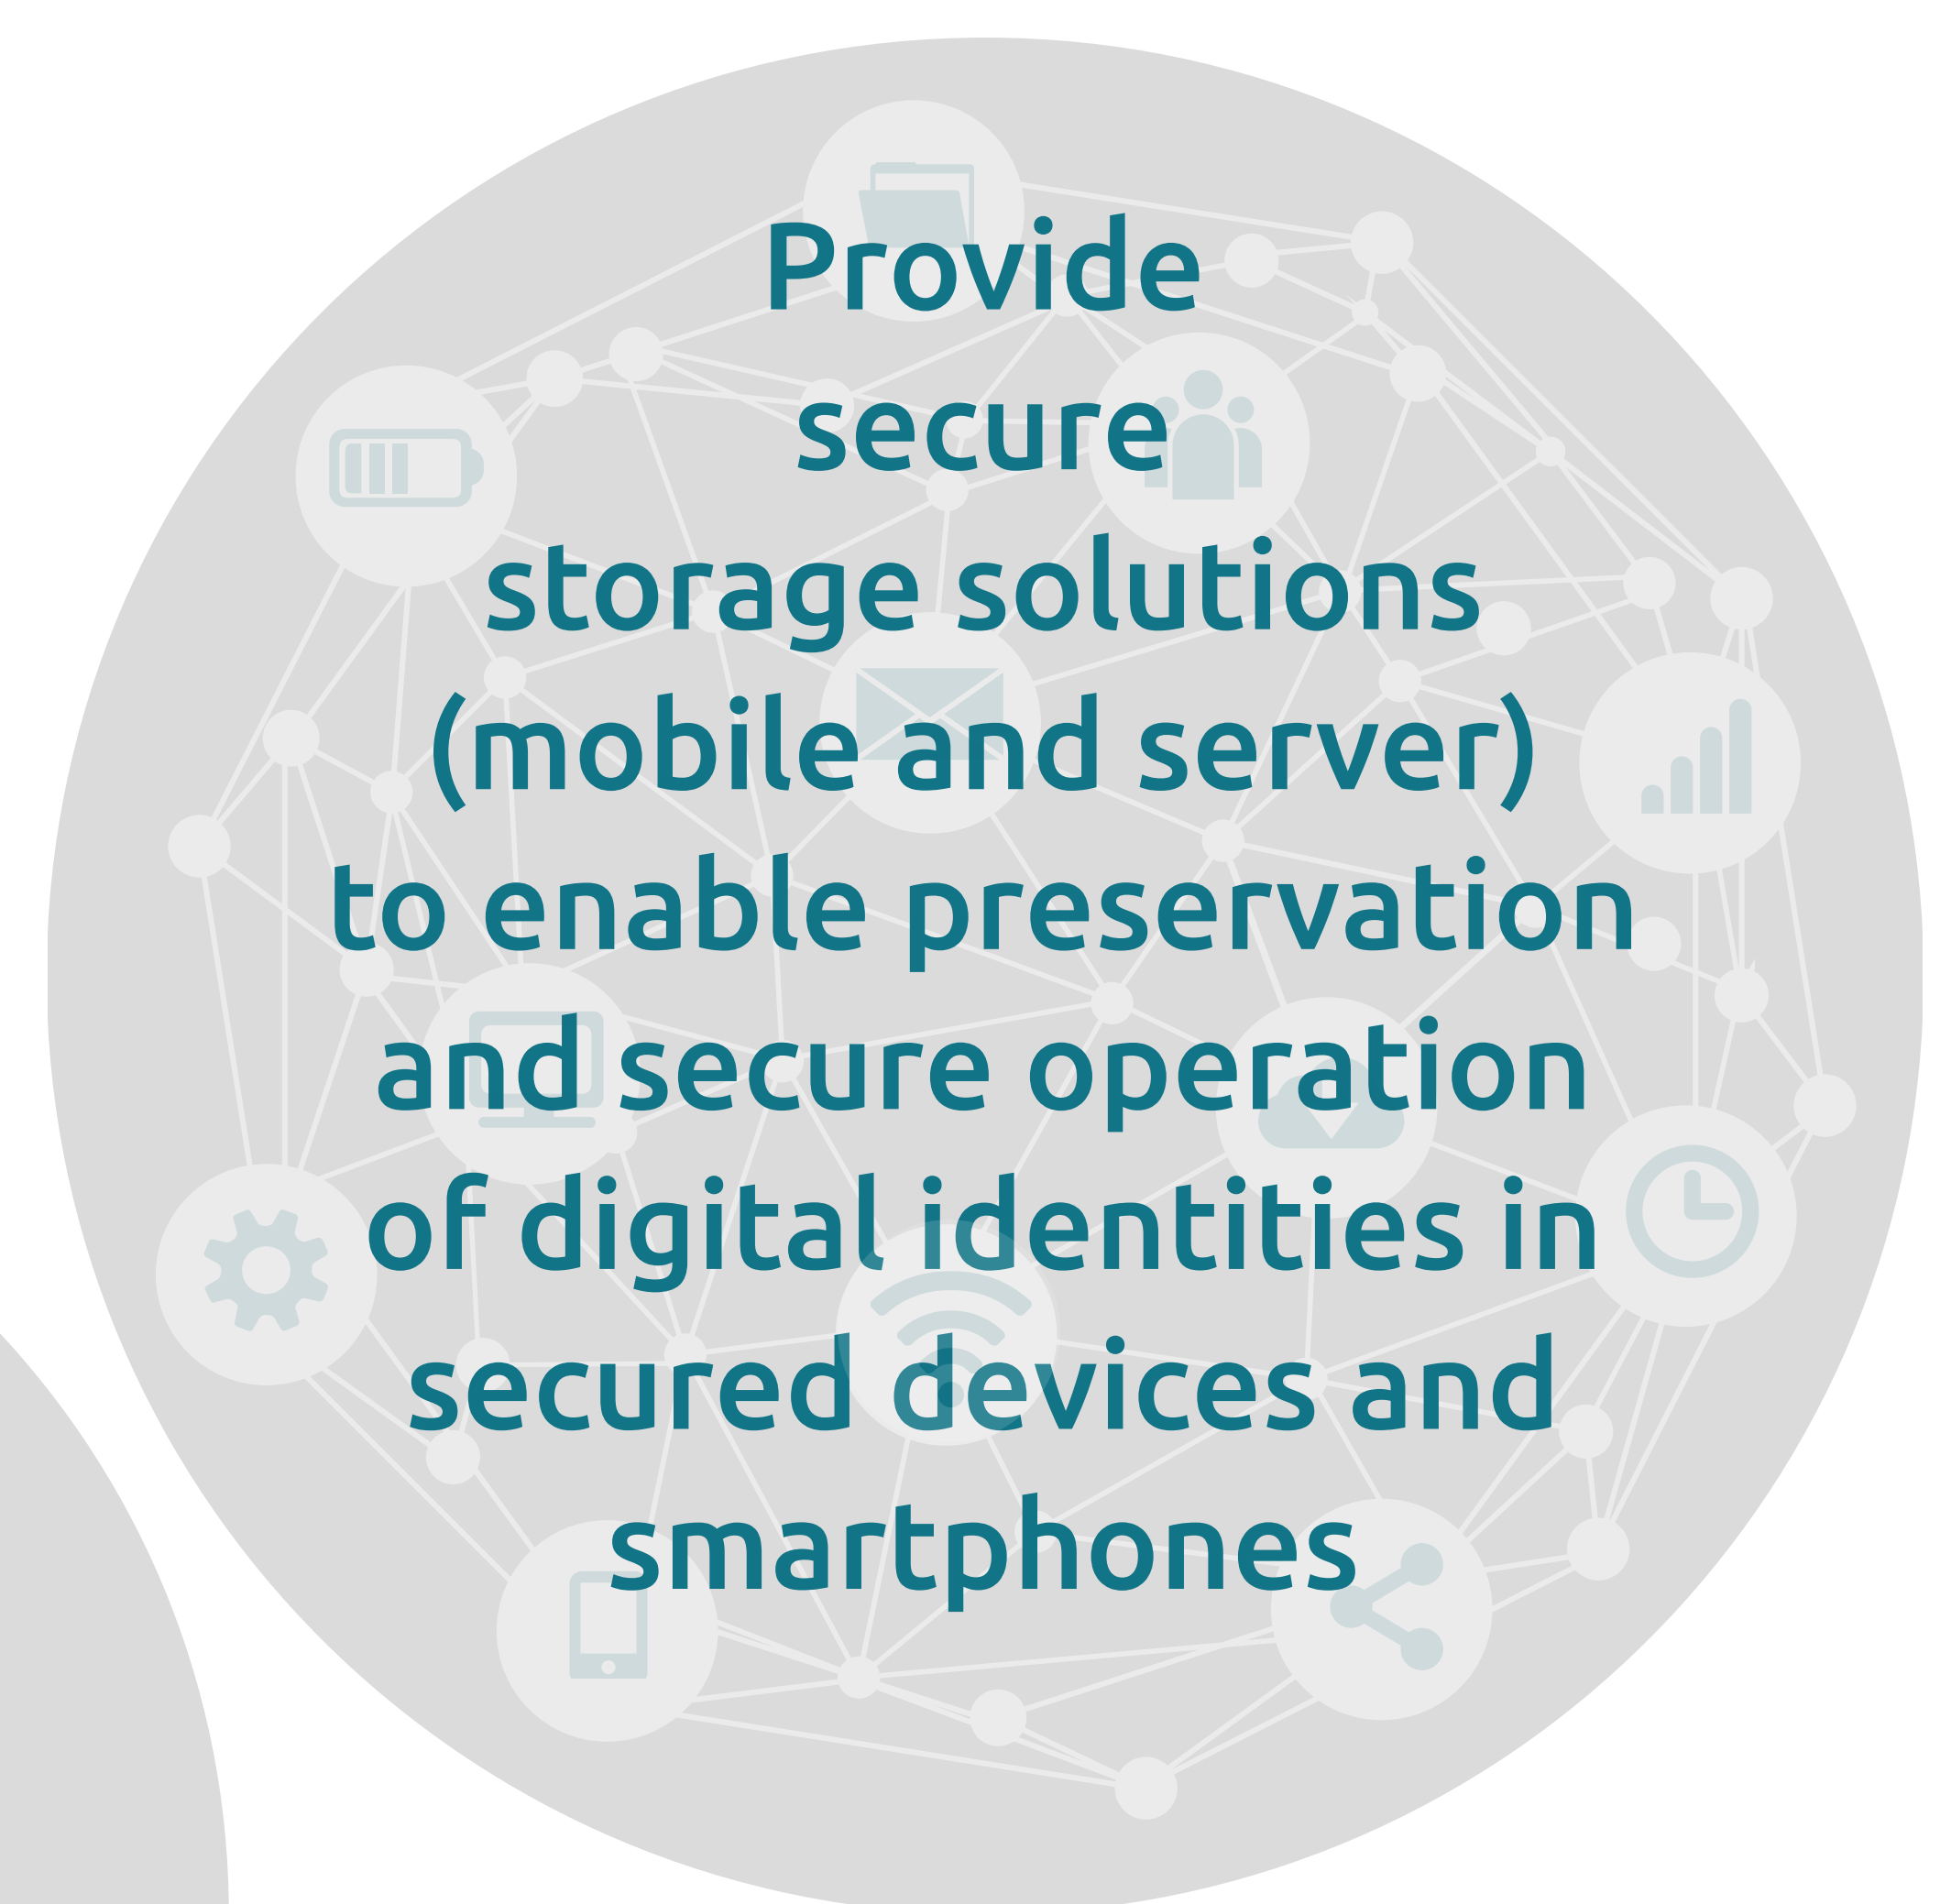 Provide
secure
storage solutions
(mobile and server)
to enable preservation
and secure operation
of digital identities in
secured devices and
smartphones